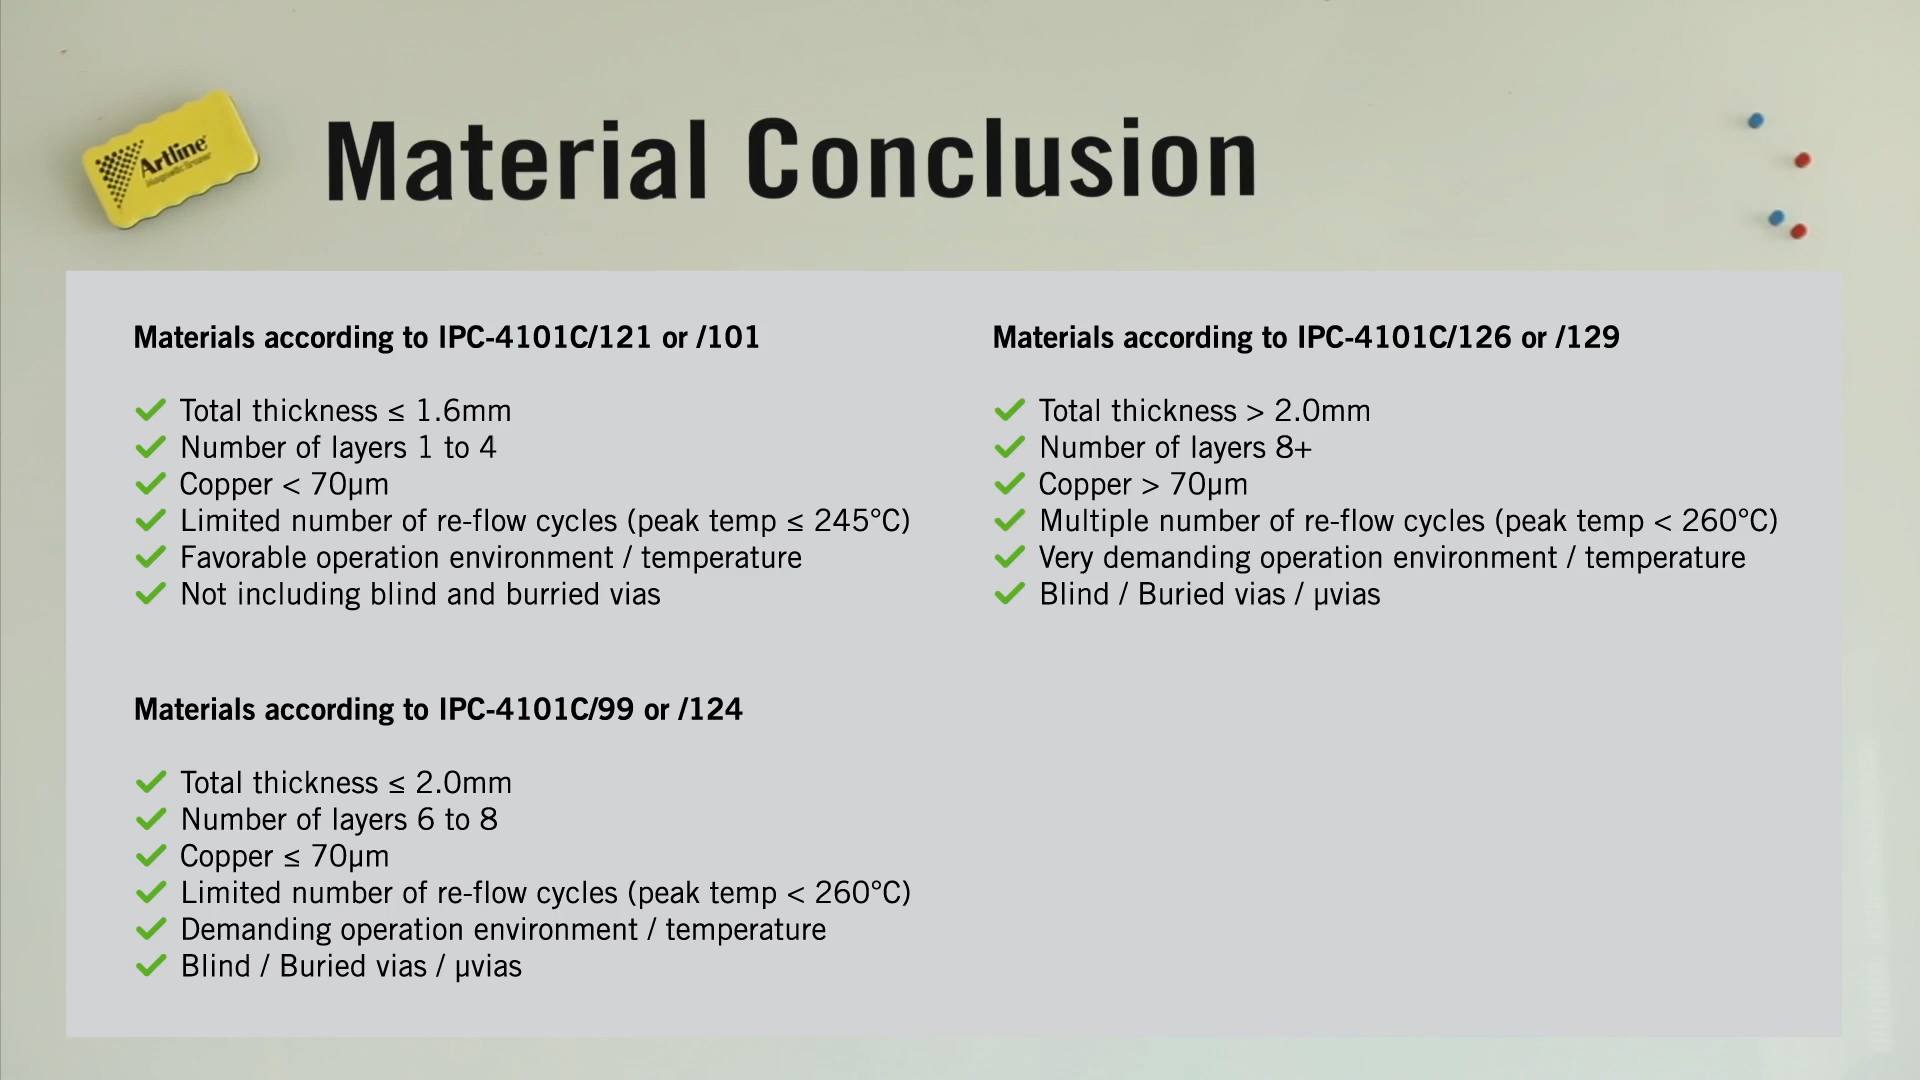 Artline
Material Conclusion
Materials according to IPC-4101C/121 or /101
Total thickness ≤ 1.6mm
Number of layers 1 to 4
Copper < 70µm
Limited number of re-flow cycles (peak temp ≤ 245°C)
Favorable operation environment / temperature
Not including blind and burried vias
Materials according to IPC-4101C/99 or /124
Total thickness ≤ 2.0mm
Number of layers 6 to 8
Copper ≤ 70µm
Limited number of re-flow cycles (peak temp < 260°C)
Demanding operation environment / temperature
Blind / Buried vias / µvias
Materials according to IPC-4101C/126 or /129
Total thickness > 2.0mm
Number of layers 8+
Copper > 70µm
Multiple number of re-flow cycles (peak temp < 260°C)
Very demanding operation environment / temperature
Blind / Buried vias / µvias